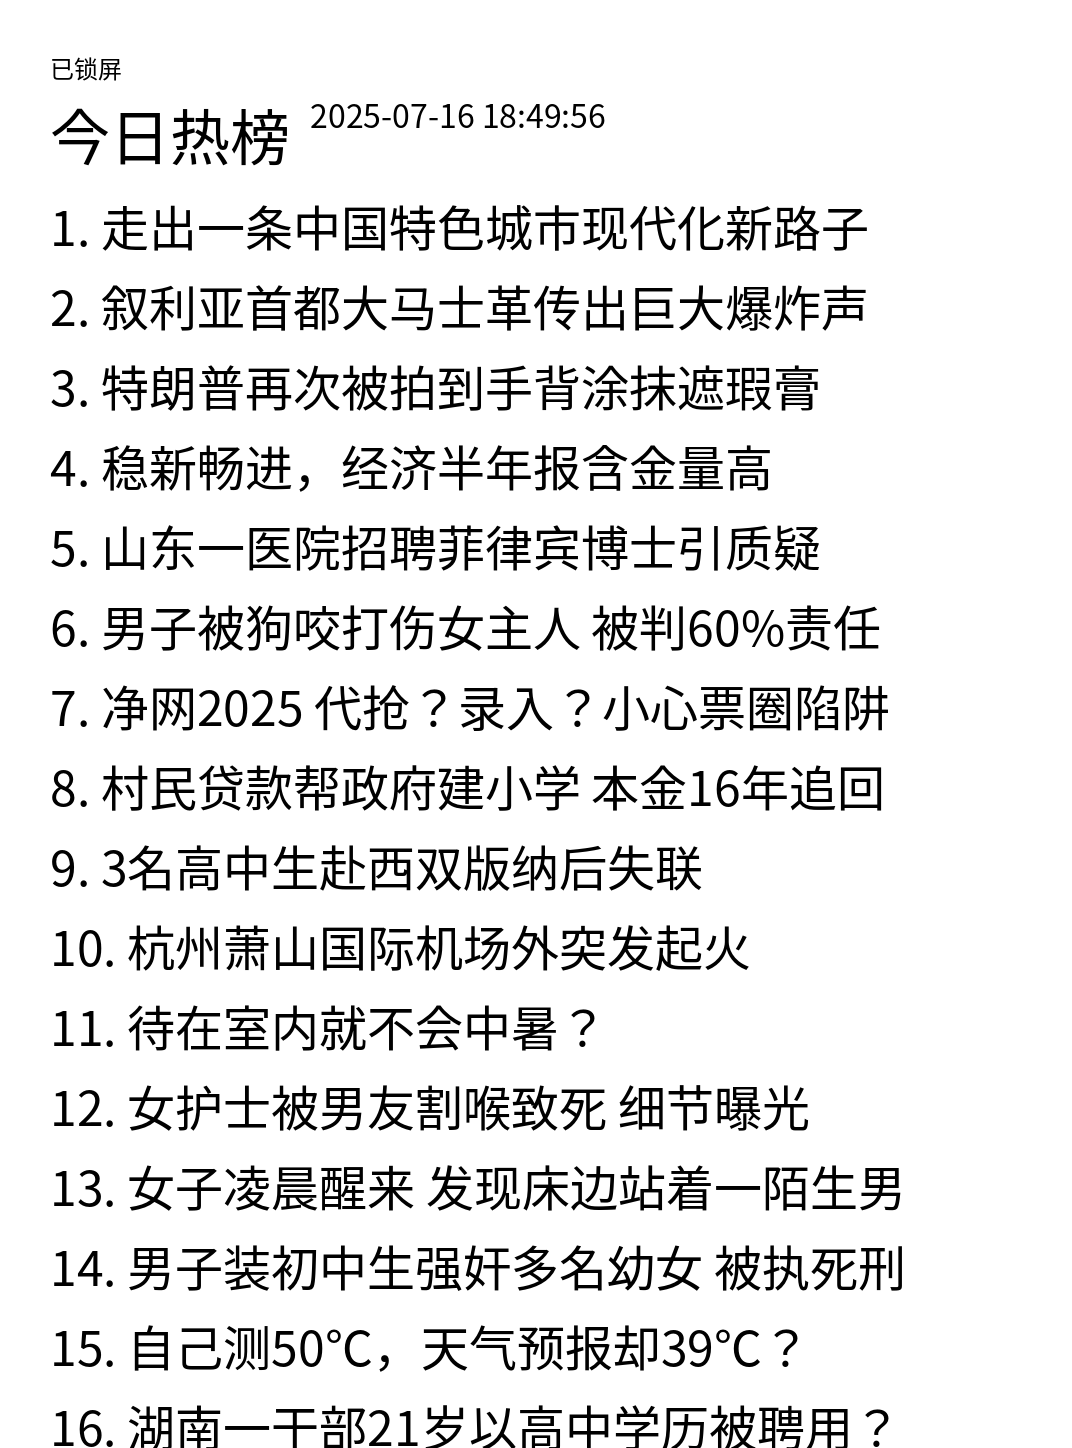 已锁屏
今日热榜 2025-07-16 18:49:56
1. 走出一条中国特色城市现代化新路子
2. 叙利亚首都大马士革传出巨大爆炸声
3. 特朗普再次被拍到手背涂抹遮瑕膏
4. 稳新畅进，经济半年报含金量高
5. 山东一医院招聘菲律宾博士引质疑
6. 男子被狗咬打伤女主人 被判60%责任
7. 净网2025 代抢？录入？小心票圈陷阱
8. 村民贷款帮政府建小学 本金16年追回
9. 3名高中生赴西双版纳后失联
10. 杭州萧山国际机场外突发起火
11. 待在室内就不会中暑？
12. 女护士被男友割喉致死 细节曝光
13. 女子凌晨醒来 发现床边站着一陌生男
14. 男子装初中生强奸多名幼女 被执死刑
15. 自己测50℃，天气预报却39℃？
16. 湖南一干部21岁以高中学历被聘用？